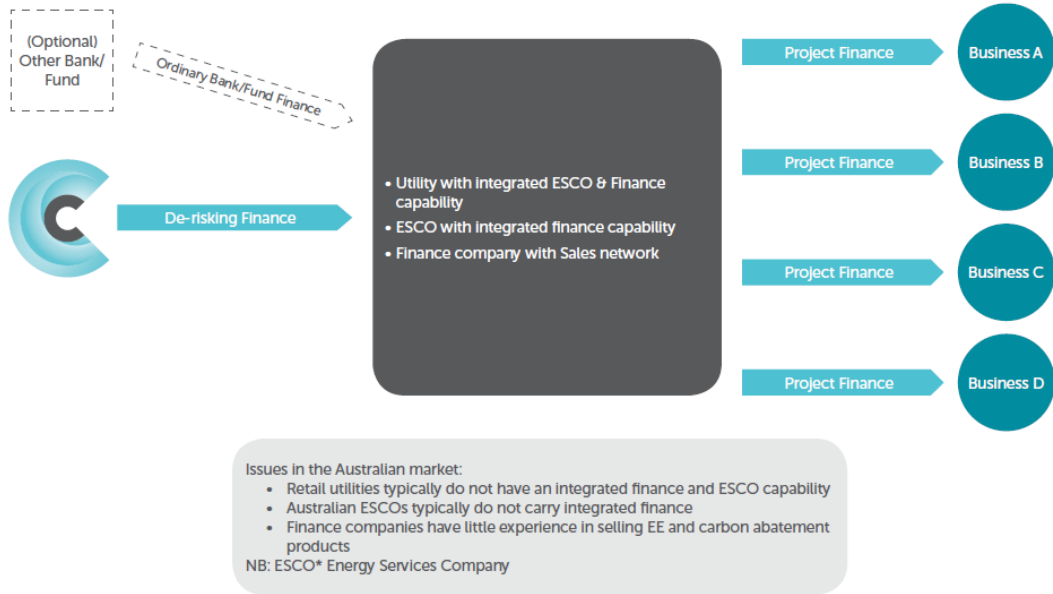 (Optional)
Other Bank/
Fund
Ordinary Bank/Fund Finance
De-risking Finance
• Utility with integrated ESCO & Finance
capability
• ESCO with integrated finance capability
• Finance company with Sales network
Project Finance
Business A
Project Finance
Business B
Project Finance
Business C
Project Finance
Business D
Issues in the Australian market:
• Retail utilities typically do not have an integrated finance and ESCO capability
• Australian ESCOs typically do not carry integrated finance
• Finance companies have little experience in selling EE and carbon abatement
products
NB: ESCO* Energy Services Company